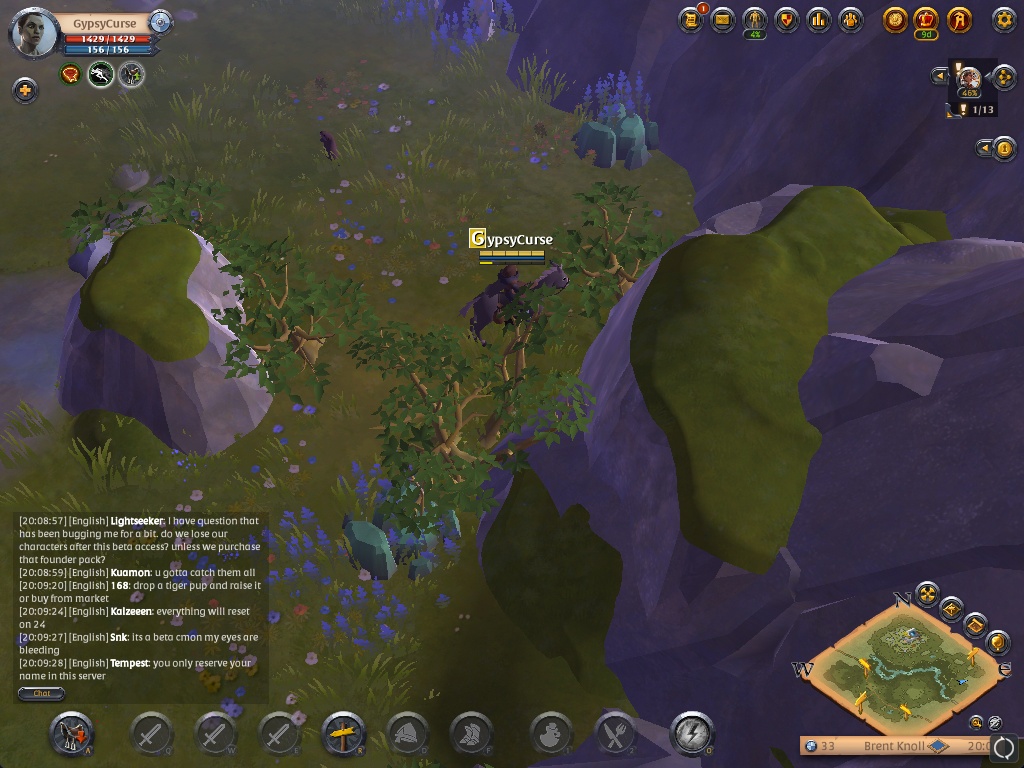 GypsyCurse
1429 / 1429
156 / 156
1
4%
9d
46%
1/13
GypsyCurse
[20:08:57] [English] Lightseeker: I have question that
has been bugging me for a bit. do we lose our
characters after this beta access? unless we purchase
that founder pack?
[20:08:59] [English] Kuamon: u gotta catch them all
[20:09:20] [English] 168: drop a tiger pup and raise it
or buy from market
[20:09:24] [English] Kaizeeen: everything will reset
on 24
[20:09:27] [English] Snk: its a beta cmon my eyes are
bleeding
[20:09:28] [English] Tempest: you only reserve your
name in this server
Chat
N
W
E
A
Q
W
E
R
D
F
2
33
Brent Knoll
20:0